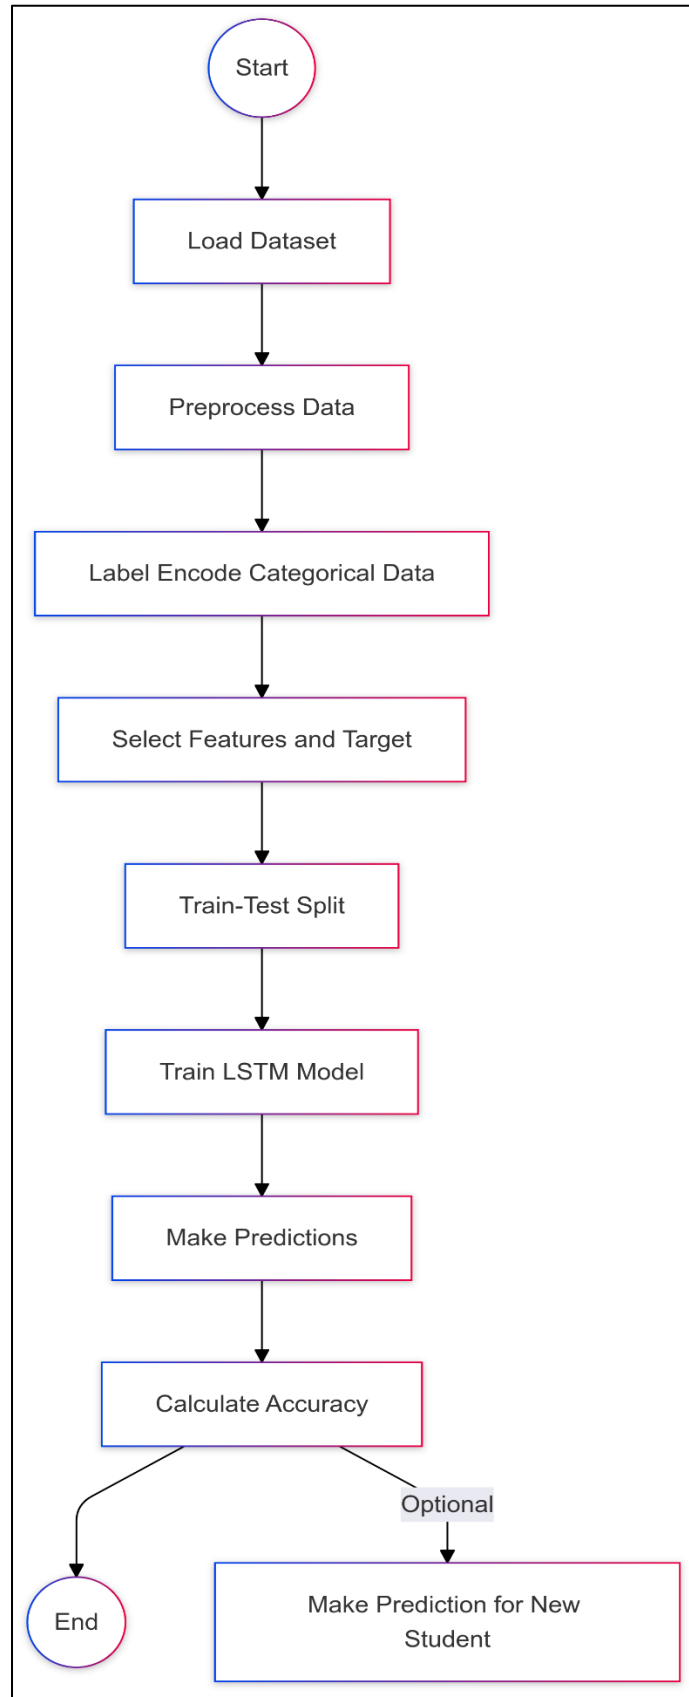 Start
Load Dataset
Preprocess Data
Label Encode Categorical Data
Select Features and Target
Train-Test Split
Train LSTM Model
Make Predictions
Calculate Accuracy
Optional
End
Make Prediction for New
Student